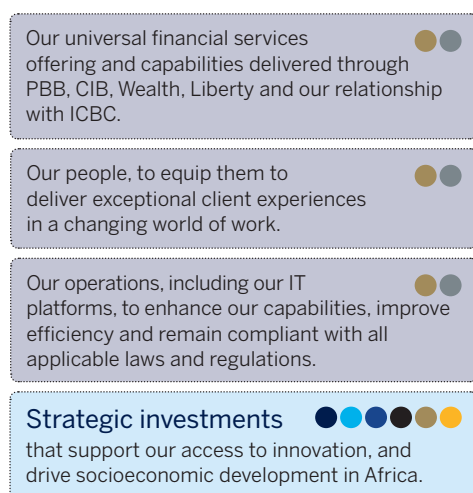 Our universal financial services
offering and capabilities delivered through
PBB, CIB, Wealth, Liberty and our relationship
with ICBC.
Our people, to equip them to
deliver exceptional client experiences
in a changing world of work.
Our operations, including our IT
platforms, to enhance our capabilities, improve
efficiency and remain compliant with all
applicable laws and regulations.
Strategic investments
that support our access to innovation, and
drive socioeconomic development in Africa.